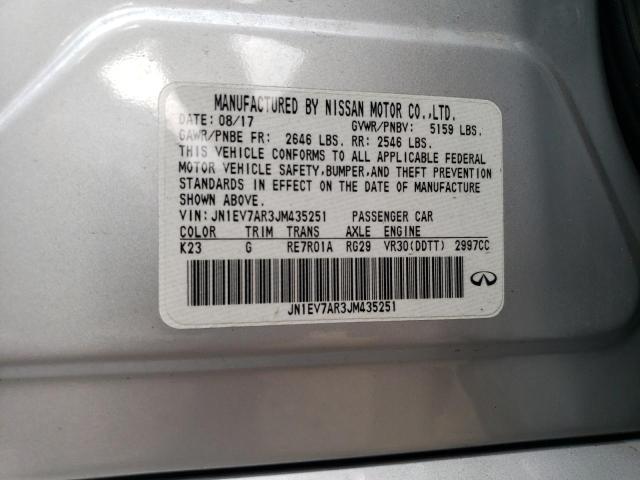 MANUFACTURED BY NISSAN MOTOR CO.,LTD.
DATE: 08/17 GVWR/PNBV: 5159 LBS.
GAWR/PNBE FR: 2646 LBS. RR: 2546 LBS.
THIS VEHICLE CONFORMS TO ALL APPLICABLE FEDERAL
MOTOR VEHICLE SAFETY,BUMPER,AND THEFT PREVENTION
STANDARDS IN EFFECT ON THE DATE OF MANUFACTURE
SHOWN ABOVE.
VIN: JN1EV7AR3JM435251 PASSENGER CAR
COLOR TRIM TRANS AXLE ENGINE
K23 G RE7R01A RG29 VR30(DDTT) 2997CC
JN1EV7AR3JM435251